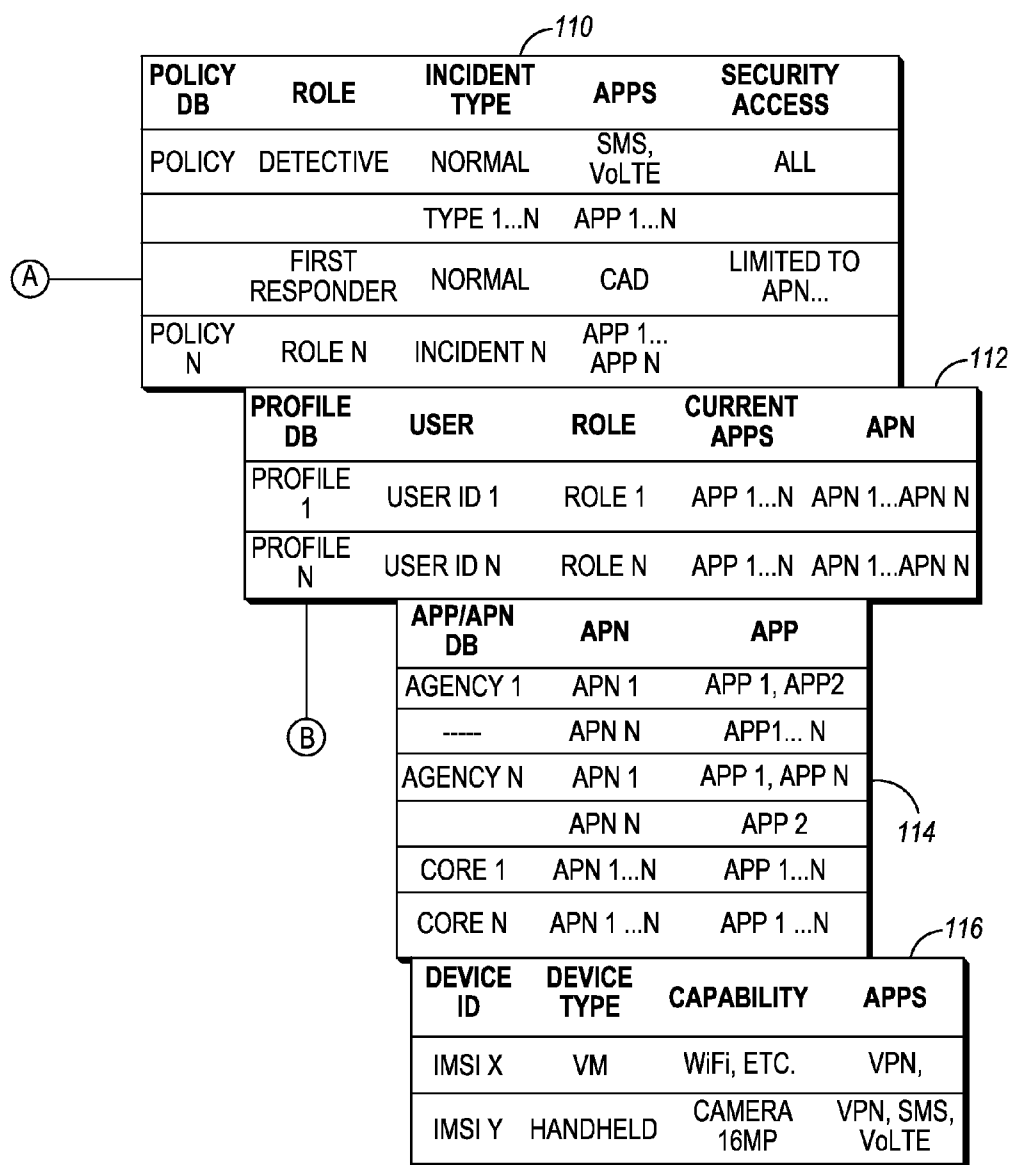 110
POLICY DB ROLE INCIDENT TYPE APPS SECURITY ACCESS
POLICY DETECTIVE NORMAL SMS, VoLTE ALL
TYPE 1...N APP 1...N
A
FIRST RESPONDER NORMAL CAD LIMITED TO APN...
POLICY N ROLE N INCIDENT N APP 1... APP N
112
PROFILE DB USER ROLE CURRENT APPS APN
PROFILE 1 USER ID 1 ROLE 1 APP 1...N APN 1...APN N
PROFILE N USER ID N ROLE N APP 1...N APN 1...APN N
B
APP/APN DB APN APP
AGENCY 1 APN 1 APP 1, APP2
----- APN N APP1... N
AGENCY N APN 1 APP 1, APP N
APN N APP 2
114
CORE 1 APN 1...N APP 1...N
CORE N APN 1 ...N APP 1 ...N
116
DEVICE ID DEVICE TYPE CAPABILITY APPS
IMSI X VM WiFi, ETC. VPN,
IMSI Y HANDHELD CAMERA 16MP VPN, SMS, VoLTE